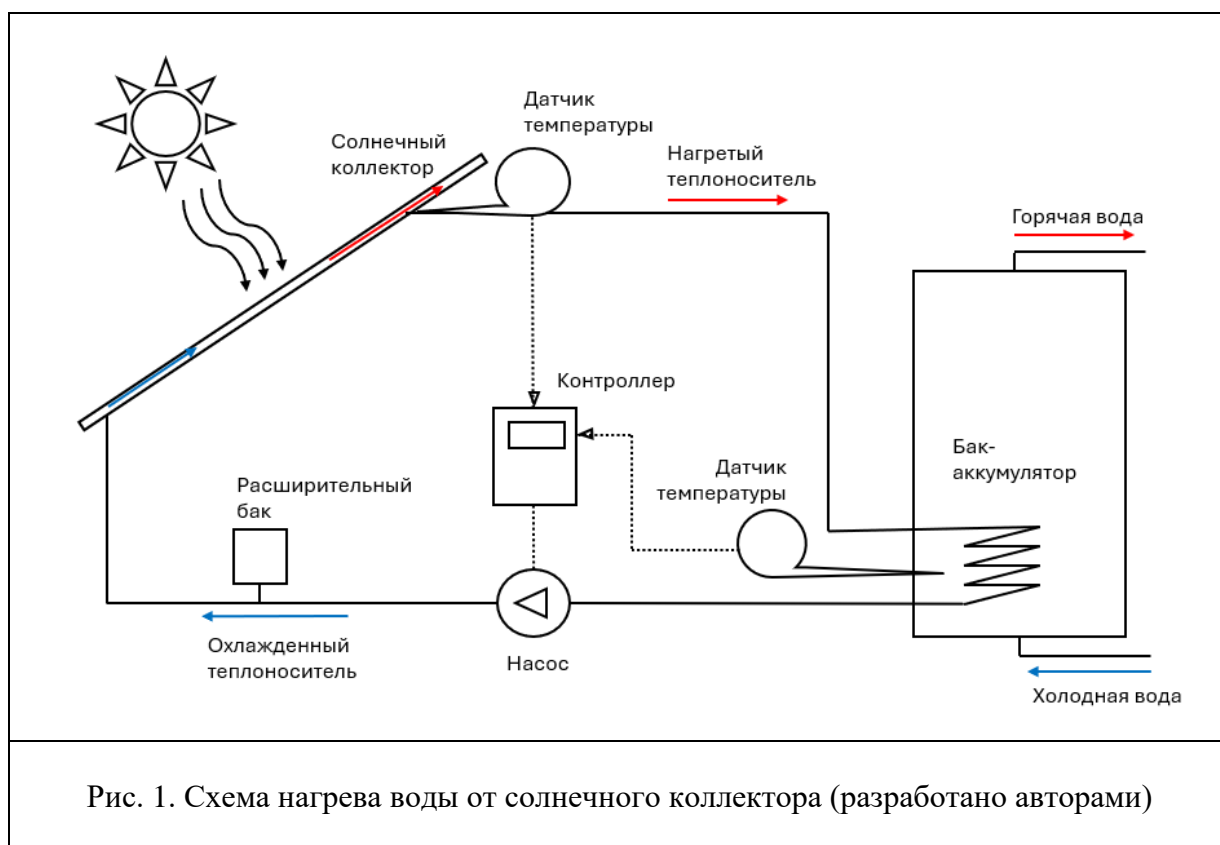 Датчик
температуры
Солнечный
коллектор
Нагретый
теплоноситель
Горячая вода
Контроллер
Бак-
аккумулятор
Датчик
температуры
Расширительный
бак
Охлажденный
теплоноситель
Насос
Холодная вода
Рис. 1. Схема нагрева воды от солнечного коллектора (разработано авторами)